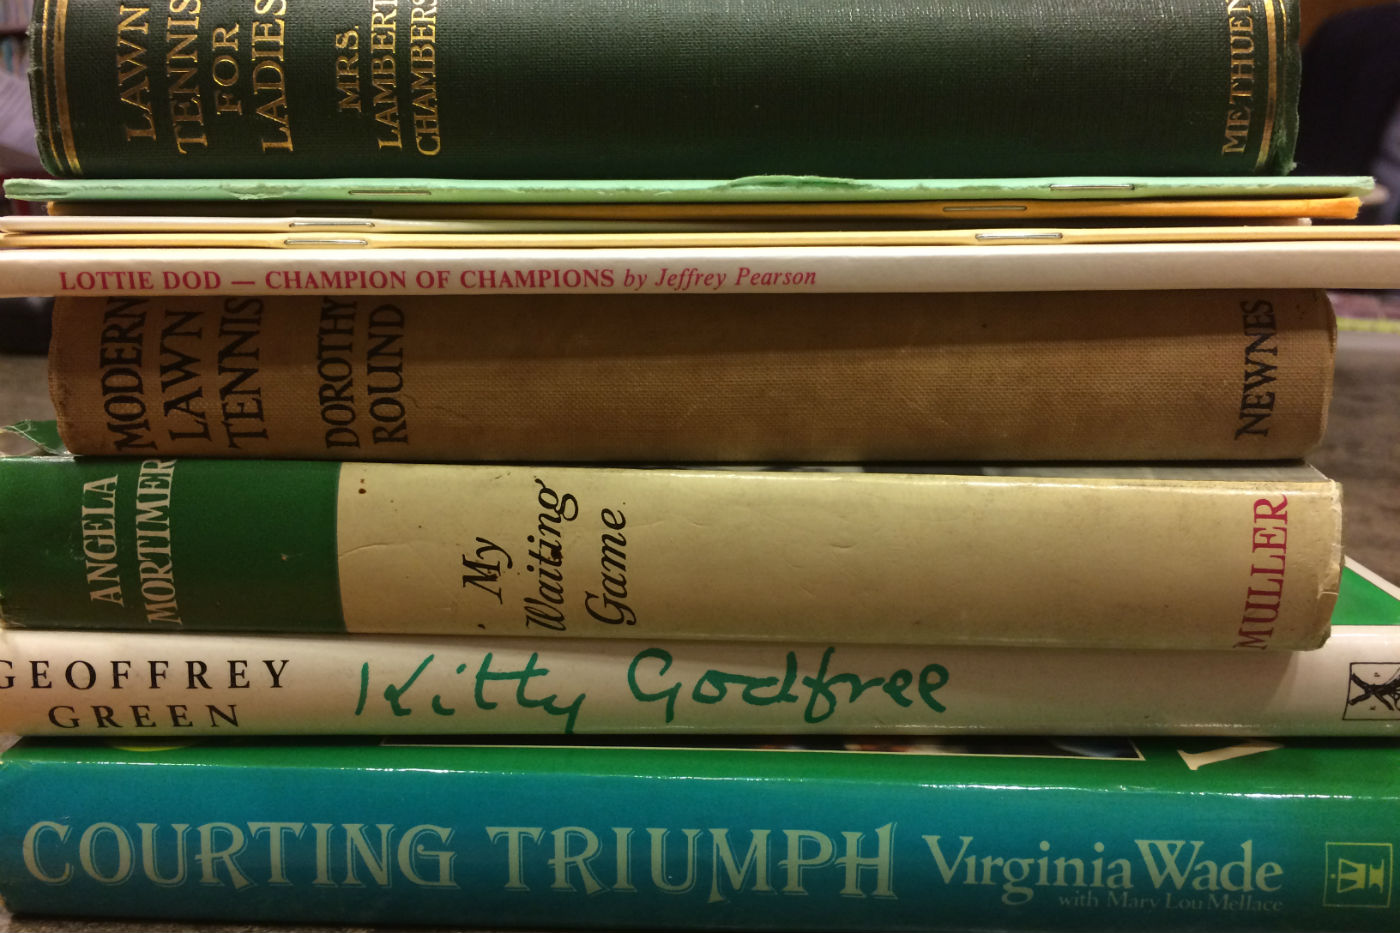 LAWN
TENNIS
FOR
LADIES
MRS.
LAMBERT
CHAMBERS
METHUEN
LOTTIE DOD — CHAMPION OF CHAMPIONS by Jeffrey Pearson
MODERN
LAWN
TENNIS
DOROTHY
ROUND
NEWNES
ANGELA
MORTIMER
My
Waiting
Game
MULLER
GEOFFREY
GREEN
Kitty Godfree
COURTING TRIUMPH Virginia Wade
with Mary Lou Mellace